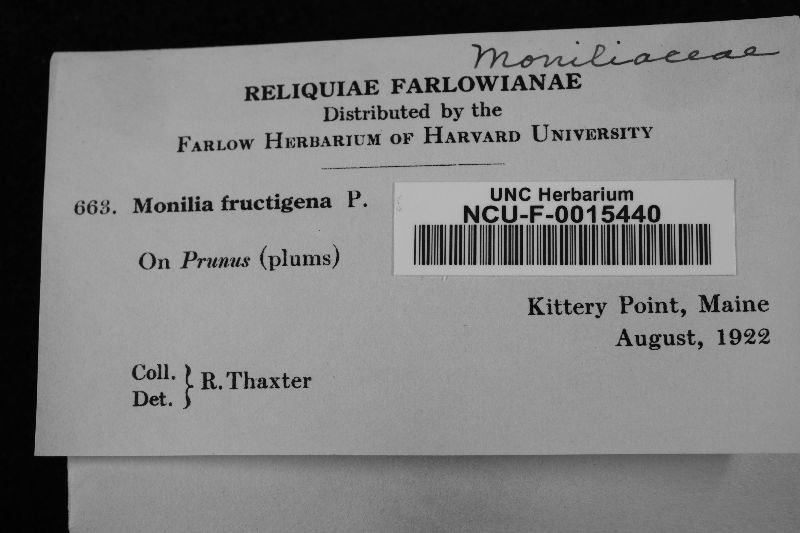 Moniliaceae
RELIQUIAE FARLOWIANAE
Distributed by the
FARLOW HERBARIUM OF HARVARD UNIVERSITY
663. Monilia fructigena P.
UNC Herbarium
NCU-F-0015440
On Prunus (plums)
Kittery Point, Maine
August, 1922
Coll. } R. Thaxter
Det.